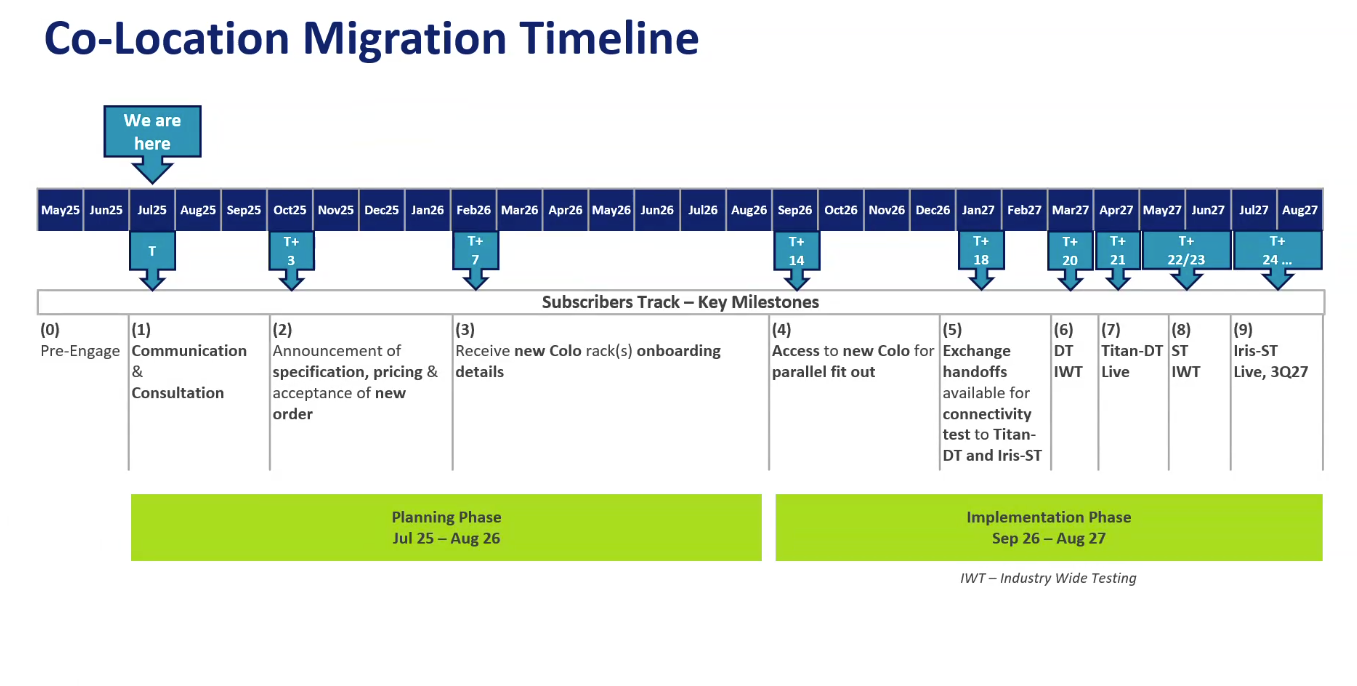 Co-Location Migration Timeline
We are
here
May25 Jun25 Jul25 Aug25 Sep25 Oct25 Nov25 Dec25 Jan26 Feb26 Mar26 Apr26 May26 Jun26 Jul26 Aug26 Sep26 Oct26 Nov26 Dec26 Jan27 Feb27 Mar27 Apr27 May27 Jun27 Jul27 Aug27
T
T+
3
T+
7
T+
14
T+
18
T+
20
T+
21
T+
22/23
T+
24 ...
Subscribers Track – Key Milestones
(0)
Pre-Engage
(1)
Communication
&
Consultation
(2)
Announcement of
specification, pricing &
acceptance of new
order
(3)
Receive new Colo rack(s) onboarding
details
(4)
Access to new Colo for
parallel fit out
(5)
Exchange
handoffs
available for
connectivity
test to Titan-
DT and Iris-ST
(6)
DT
IWT
(7)
Titan-DT
Live
(8)
ST
IWT
(9)
Iris-ST
Live, 3Q27
Planning Phase
Jul 25 – Aug 26
Implementation Phase
Sep 26 – Aug 27
IWT – Industry Wide Testing